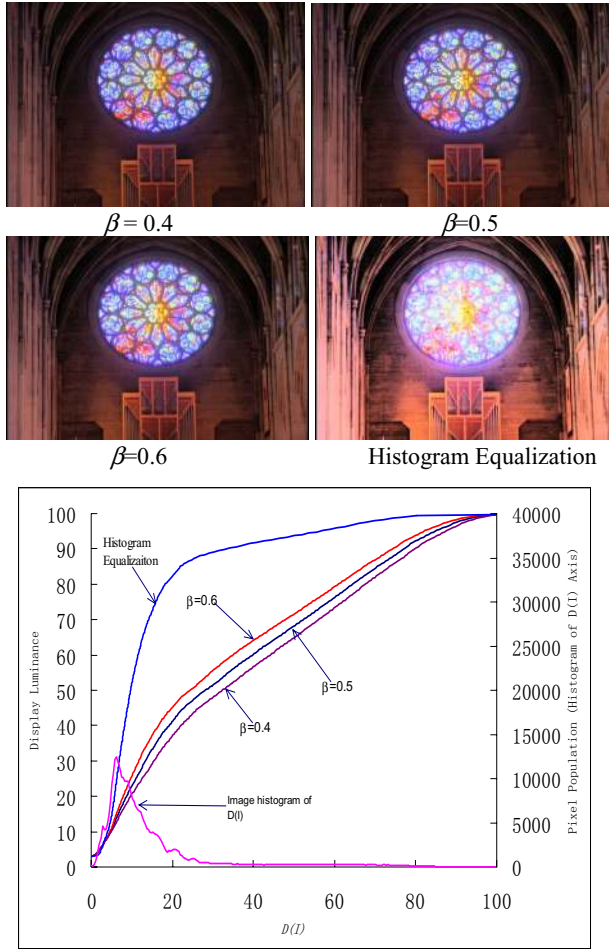 β = 0.4
β=0.5
β=0.6
Histogram Equalization
100
90
80
70
60
50
40
30
20
10
0
40000
35000
30000
25000
20000
15000
10000
5000
0
Display Luminance
Pixel Population (Histogram of D(I) Axis)
Histogram
Equalizaiton
β=0.6
β=0.5
β=0.4
Image histogram of
D(I)
0 20 40 60 80 100
D(I)